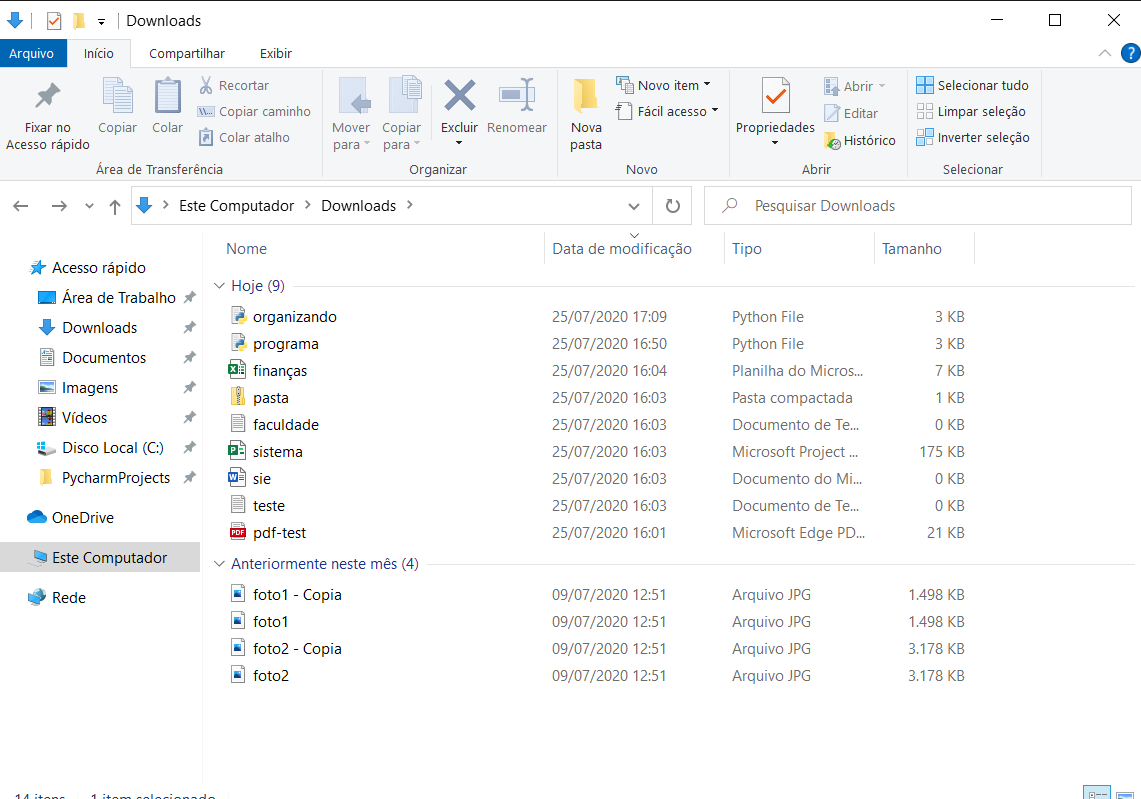 Downloads
Arquivo Início Compartilhar Exibir
Fixar no Acesso rápido
Copiar
Colar
Recortar
Copiar caminho
Colar atalho
Área de Transferência
Mover para
Copiar para
Excluir
Renomear
Organizar
Nova pasta
Novo item
Fácil acesso
Novo
Propriedades
Abrir
Editar
Histórico
Abrir
Selecionar tudo
Limpar seleção
Inverter seleção
Selecionar
Este Computador Downloads
Pesquisar Downloads
Acesso rápido
Área de Trabalho
Downloads
Documentos
Imagens
Vídeos
Disco Local (C:)
PycharmProjects
OneDrive
Este Computador
Rede
Nome Data de modificação Tipo Tamanho
Hoje (9)
organizando 25/07/2020 17:09 Python File 3 KB
programa 25/07/2020 16:50 Python File 3 KB
finanças 25/07/2020 16:04 Planilha do Micros... 7 KB
pasta 25/07/2020 16:03 Pasta compactada 1 KB
faculdade 25/07/2020 16:03 Documento de Te... 0 KB
sistema 25/07/2020 16:03 Microsoft Project ... 175 KB
sie 25/07/2020 16:03 Documento do Mi... 0 KB
teste 25/07/2020 16:03 Documento de Te... 0 KB
pdf-test 25/07/2020 16:01 Microsoft Edge PD... 21 KB
Anteriormente neste mês (4)
foto1 - Copia 09/07/2020 12:51 Arquivo JPG 1.498 KB
foto1 09/07/2020 12:51 Arquivo JPG 1.498 KB
foto2 - Copia 09/07/2020 12:51 Arquivo JPG 3.178 KB
foto2 09/07/2020 12:51 Arquivo JPG 3.178 KB
14 itens 1 item selecionado